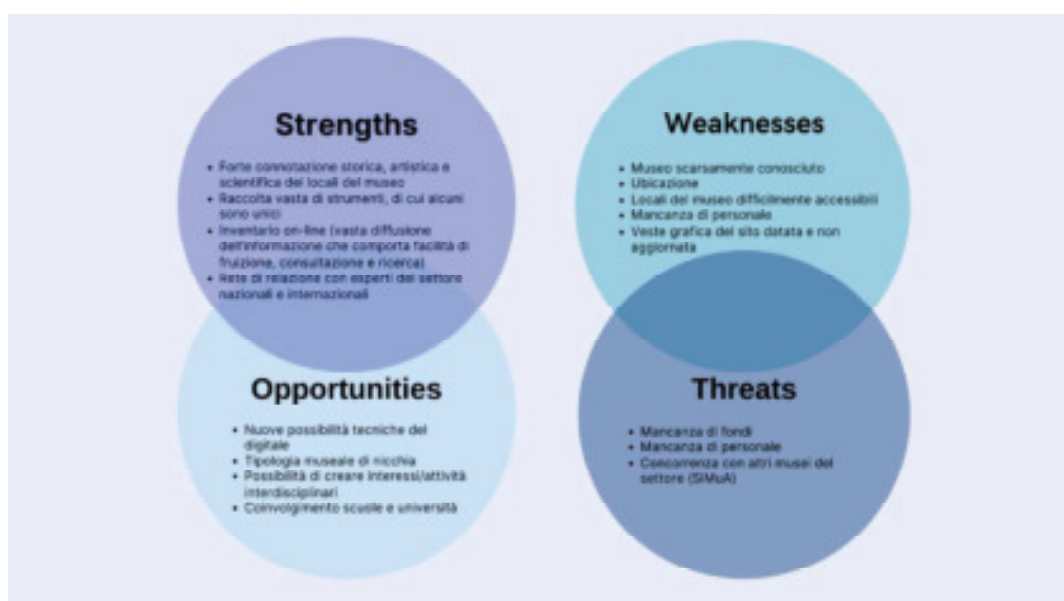 Strengths
• Forte connotazione storica, artistica e
scientifica dei locali del museo
• Raccolta vasta di strumenti, di cui alcuni
sono unici
• Inventario on-line (vasta diffusione
dell'informazione che comporta facilità di
fruizione, consultazione e ricerca)
• Rete di relazione con esperti del settore
nazionali e internazionali
Weaknesses
• Museo scarsamente conosciuto
• Ubicazione
• Locali del museo difficilmente accessibili
• Mancanza di personale
• Veste grafica del sito datata e non
aggiornata
Opportunities
• Nuove possibilità tecniche del
digitale
• Tipologia museale di nicchia
• Possibilità di creare interessi/attività
interdisciplinari
• Coinvolgimento scuole e università
Threats
• Mancanza di fondi
• Mancanza di personale
• Concorrenza con altri musei del
settore (SiMuA)